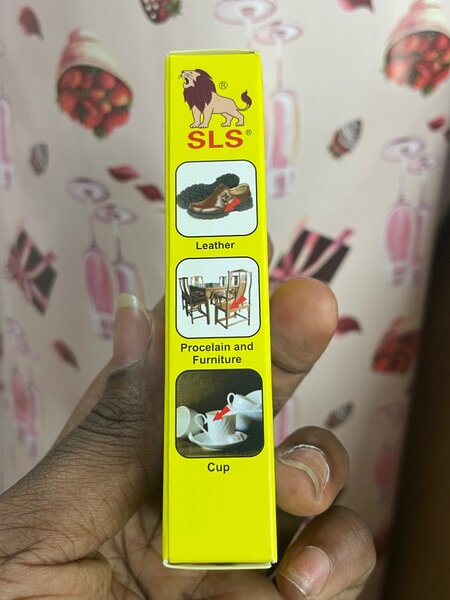 ®
SLS®
Leather
Procelain and
Furniture
Cup